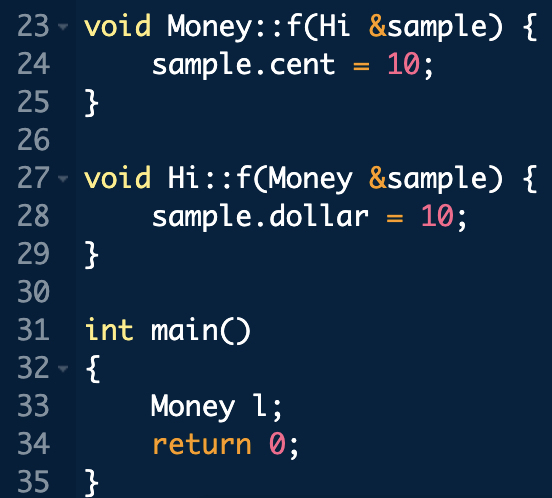 23 void Money::f(Hi &sample) {
24     sample.cent = 10;
25 }
26
27 void Hi::f(Money &sample) {
28     sample.dollar = 10;
29 }
30
31 int main()
32 {
33     Money l;
34     return 0;
35 }